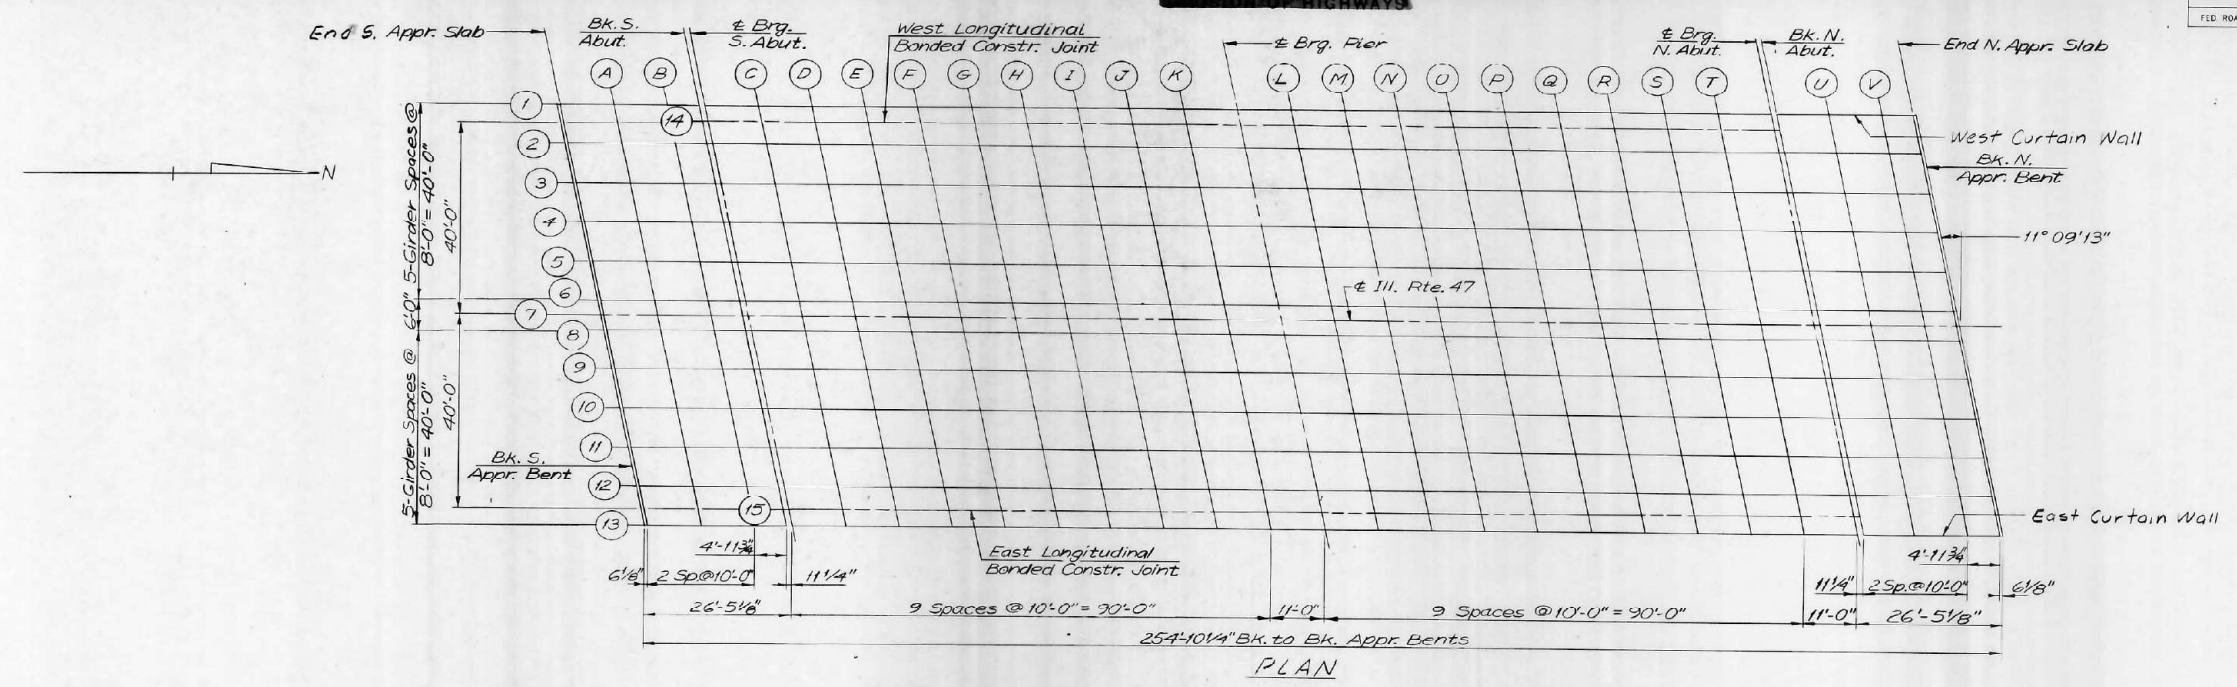 HIGHWAYS
FED ROA
End S. Appr. Slab
Bk. S.
Abut.
℄ Brg.
S. Abut.
West Longitudinal
Bonded Constr. Joint
℄ Brg. Pier
℄ Brg.
N. Abut.
Bk. N.
Abut.
End N. Appr. Slab
A B C D E F G H I J K L M N O P Q R S T U V
1
14
2
3
4
5
6
7
8
9
10
11
12
13
15
N
5-Girder Spaces @
8'-0" = 40'-0"
40'-0"
6'-0"
5-Girder Spaces @
8'-0" = 40'-0"
40'-0"
West Curtain Wall
Bk. N.
Appr. Bent
11° 09'13"
℄ Ill. Rte. 47
Bk. S.
Appr. Bent
East Curtain Wall
East Longitudinal
Bonded Constr. Joint
4'-11¾"
4'-11¾"
6⅛" 2 Sp.@10'-0" 11 1/4"
11¼" 2 Sp.@10'-0" 6⅛"
26'-5⅛" 9 Spaces @ 10'-0" = 90'-0" 11'-0" 9 Spaces @ 10'-0" = 90'-0" 11'-0" 26'-5⅛"
254'-10¼" Bk. to Bk. Appr. Bents
PLAN